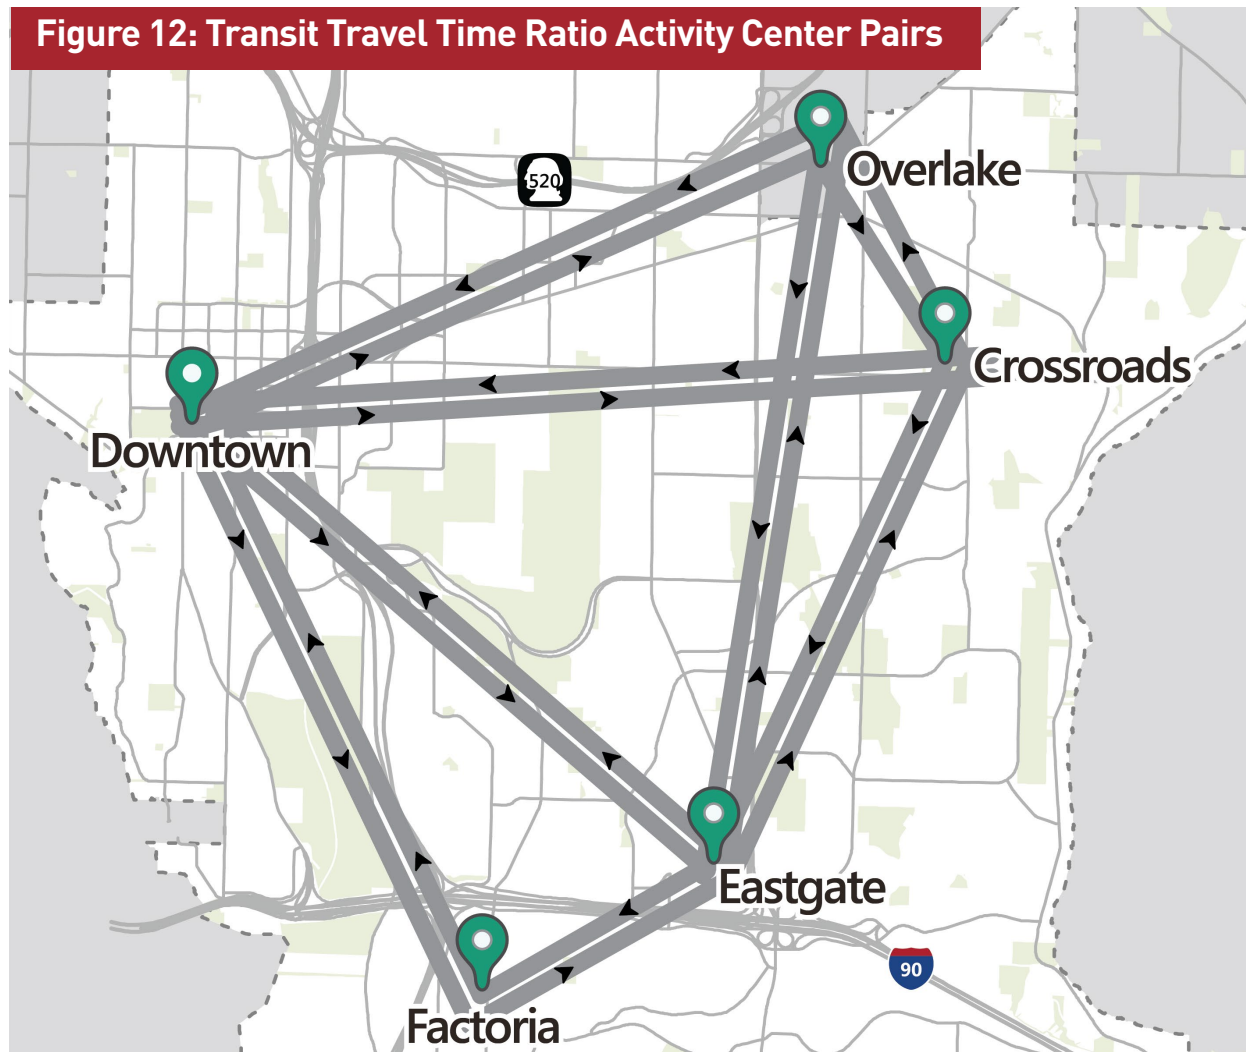 Figure 12: Transit Travel Time Ratio Activity Center Pairs
520
Overlake
Crossroads
Downtown
Eastgate
90
Factoria